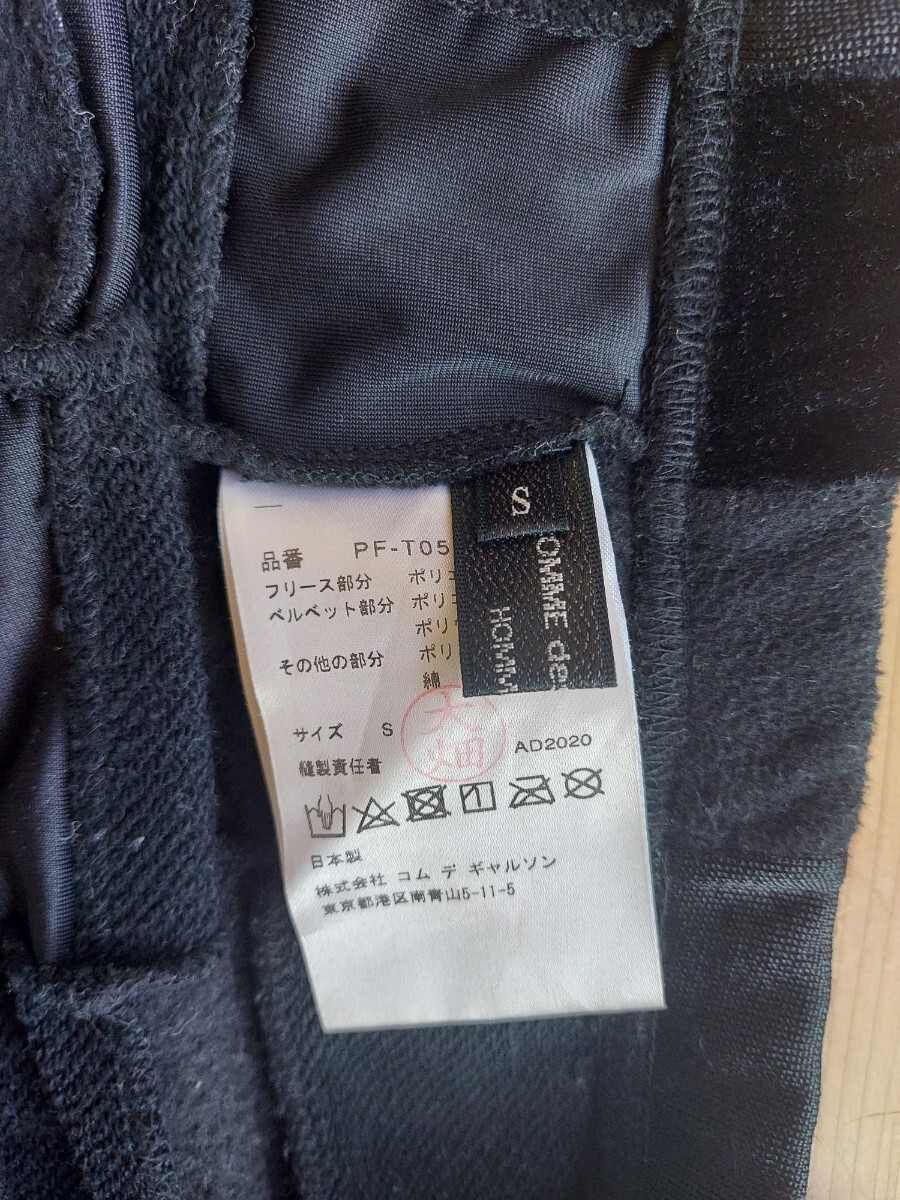 S
OMME de
HOMM
品番 PF-T05
フリース部分 ポリ
ベルベット部分 ポリ
ポリ
その他の部分 ポリ
綿
サイズ S
大畑
縫製責任者 AD2020
日本製
株式会社 コム デ ギャルソン
東京都港区南青山5-11-5